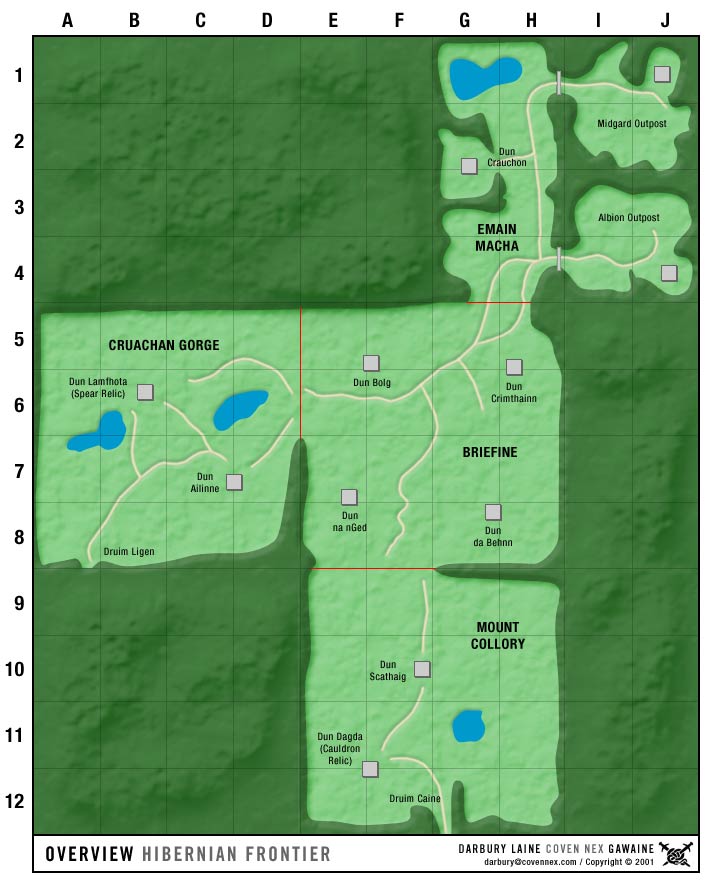 A B C D E F G H I J
1
2
3
4
5
6
7
8
9
10
11
12
Midgard Outpost
Dun
Crauchon
Albion Outpost
EMAIN
MACHA
CRUACHAN GORGE
Dun Lamfhota
(Spear Relic)
Dun Bolg
Dun
Crimthainn
BRIEFINE
Dun
Ailinne
Dun
na nGed
Dun
da Behnn
Druim Ligen
MOUNT
COLLORY
Dun
Scathaig
Dun Dagda
(Cauldron
Relic)
Druim Caine
OVERVIEW HIBERNIAN FRONTIER
DARBURY LAINE COVEN NEX GAWAINE
darbury@covennex.com / Copyright © 2001